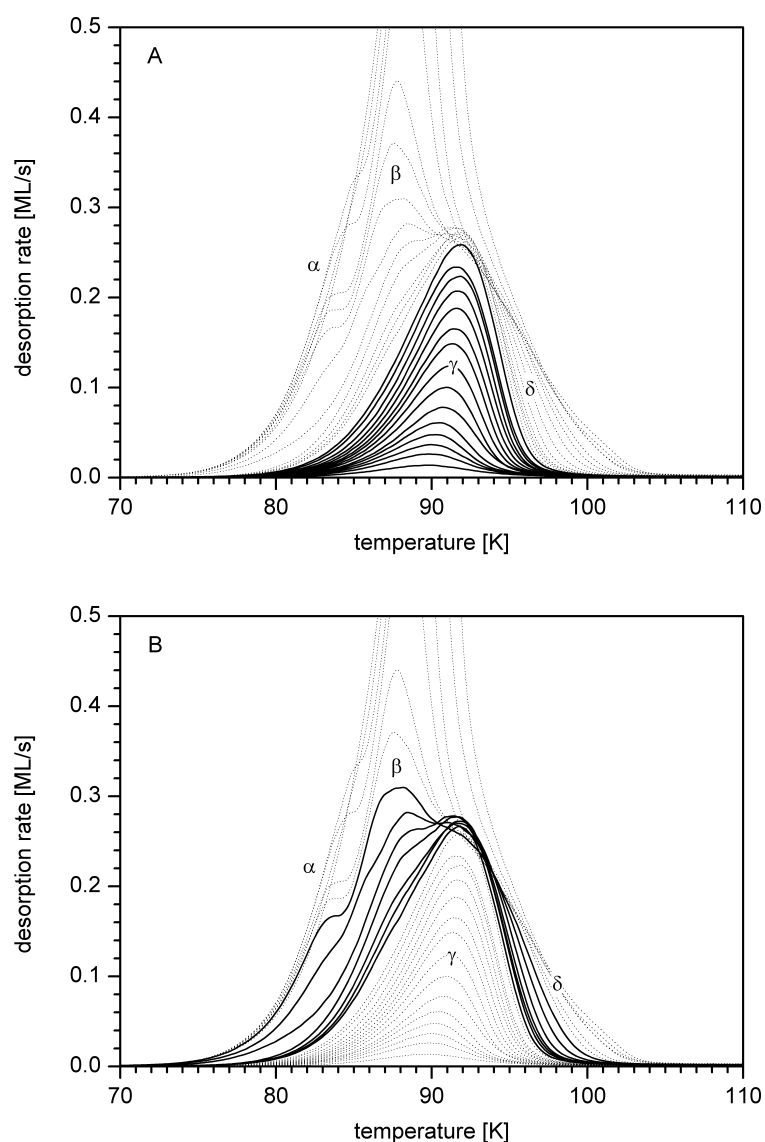 A
0.5
0.4
0.3
0.2
0.1
0.0
desorption rate [ML/s]
α
β
γ
δ
70
80
90
100
110
temperature [K]
B
0.5
0.4
0.3
0.2
0.1
0.0
desorption rate [ML/s]
β
α
γ
δ
70
80
90
100
110
temperature [K]